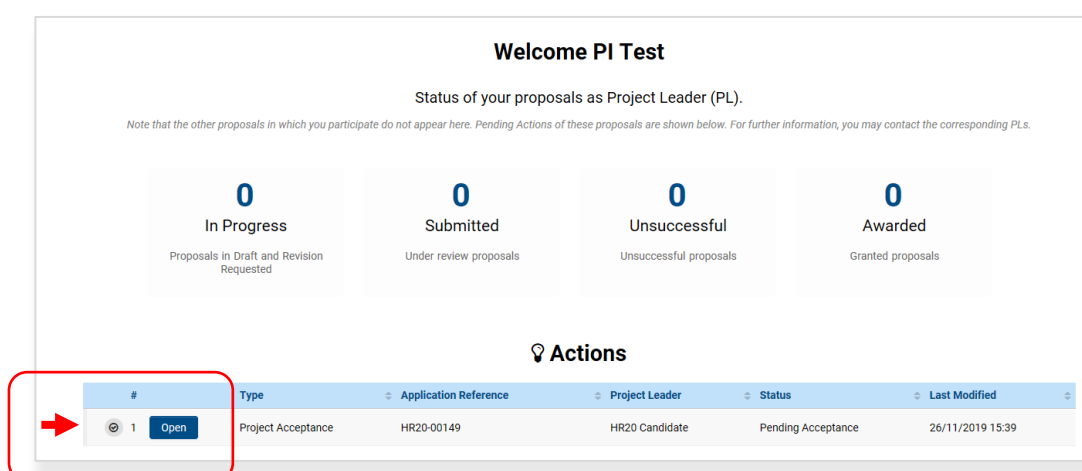 Welcome PI Test
Status of your proposals as Project Leader (PL).
Note that the other proposals in which you participate do not appear here. Pending Actions of these proposals are shown below. For further information, you may contact the corresponding PLs.
0 0 0 0
In Progress Submitted Unsuccessful Awarded
Proposals in Draft and Revision Under review proposals Unsuccessful proposals Granted proposals
Requested
Actions
# Type Application Reference Project Leader Status Last Modified
1 Open Project Acceptance HR20-00149 HR20 Candidate Pending Acceptance 26/11/2019 15:39